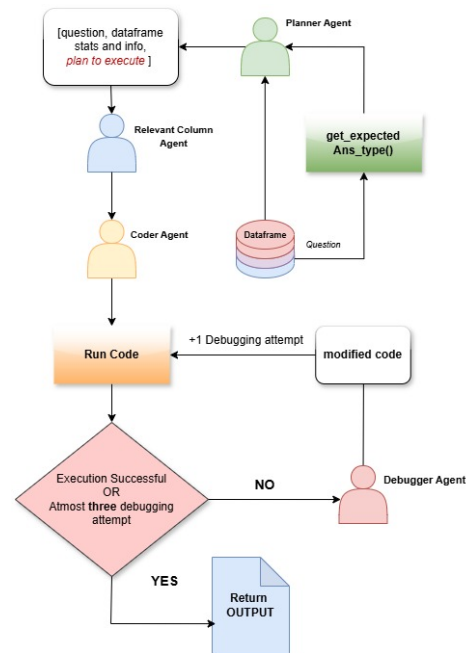 Planner Agent
[question, dataframe
stats and info,
plan to execute ]
get_expected
Ans_type()
Relevant Column
Agent
Coder Agent
Dataframe
Question
Run Code
+1 Debugging attempt
modified code
Execution Successful
OR
Atmost three debugging
attempt
NO
Debugger Agent
YES
Return
OUTPUT